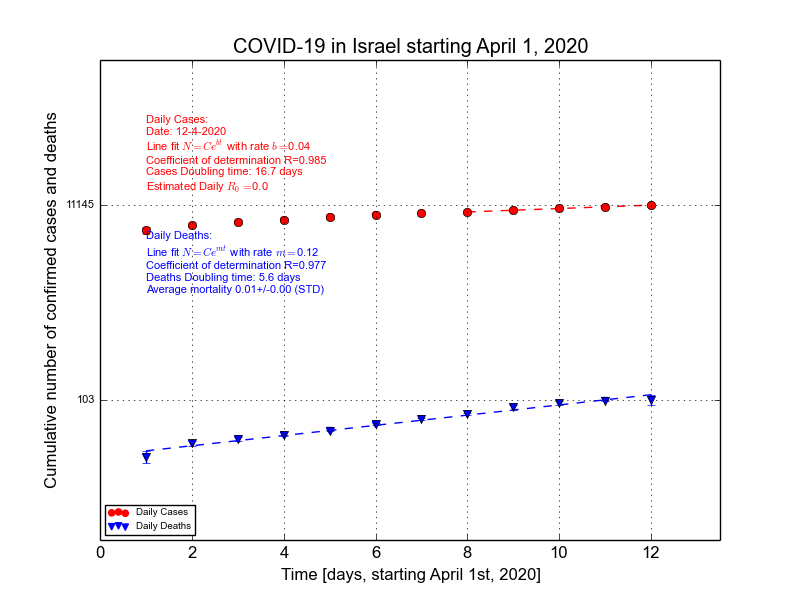 COVID-19 in Israel starting April 1, 2020
Cumulative number of confirmed cases and deaths
Daily Cases:
Date: 12-4-2020
Line fit N=Ce^{bt} with rate b=0.04
Coefficient of determination R=0.985
Cases Doubling time: 16.7 days
Estimated Daily R_0 =0.0
11145
Daily Deaths:
Line fit N=Ce^{mt} with rate m=0.12
Coefficient of determination R=0.977
Deaths Doubling time: 5.6 days
Average mortality 0.01+/-0.00 (STD)
103
Daily Cases
Daily Deaths
0 2 4 6 8 10 12
Time [days, starting April 1st, 2020]